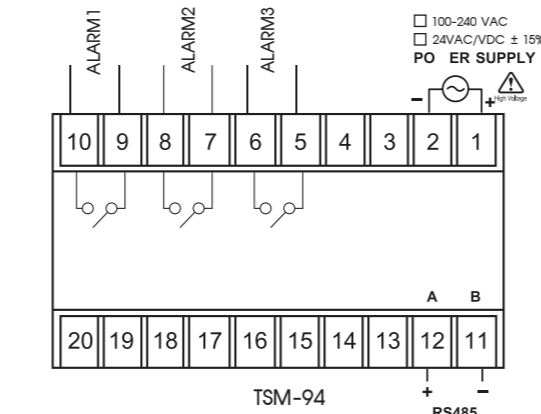 ALARM1
ALARM2
ALARM3
100-240 VAC
24VAC/VDC ± 15%
PO ER SUPPLY
− +
High Voltage
10 9 8 7 6 5 4 3 2 1
A B
20 19 18 17 16 15 14 13 12 11
TSM-94
+ −
RS485